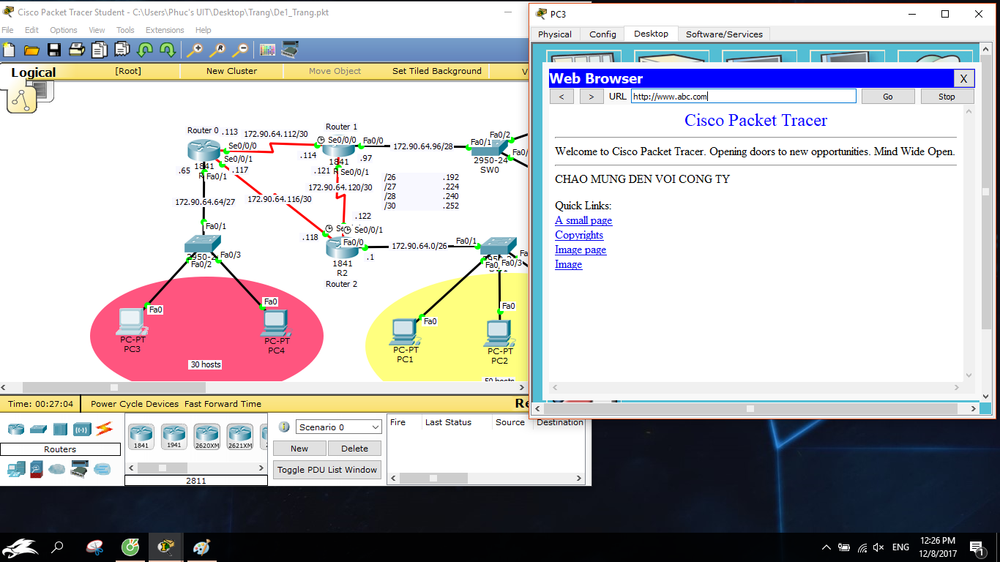 Cisco Packet Tracer Student - C:\Users\Phuc's UIT\Desktop\Trang\De1_Trang.pkt
File Edit Options View Tools Extensions Help
Logical [Root] New Cluster Move Object Set Tiled Background V
Router 0
.113
172.90.64.112/30
Router 1
Se0/0/0
Se0/0/0
Fa0/0
Fa0/1
Fa0/2
172.90.64.96/28
Se0/0/1
.114
1841
.97
2950-24
Fa0/
SW0
1841
.65
R
Fa0/1
.117
.121
R
Se0/0/1
172.90.64.120/30
/26 .192
/27 .224
/28 .240
/30 .252
172.90.64.64/27
172.90.64.116/30
.122
Fa0/1
Se
Se0/0/1
.118
Fa0/0
172.90.64.0/26
Fa0/1
Fa
2950-2
Fa0/3
Fa0/2
1841
.1
Fa0/3
Fa0
R2
Router 2
Fa0
Fa0
Fa0
Fa0
PC-PT
PC3
PC-PT
PC4
PC-PT
PC1
PC-PT
PC2
30 hosts
50 hosts
Time: 00:27:04 Power Cycle Devices Fast Forward Time Re
Routers
1841 1941 2620XM 2621XM
2811
Scenario 0
New Delete
Toggle PDU List Window
Fire Last Status Source Destination
PC3
Physical Config Desktop Software/Services
Web Browser X
< > URL http://www.abc.com Go Stop
Cisco Packet Tracer
Welcome to Cisco Packet Tracer. Opening doors to new opportunities. Mind Wide Open.
CHAO MUNG DEN VOI CONG TY
Quick Links:
A small page
Copyrights
Image page
Image
ENG
12:26 PM
12/8/2017
1